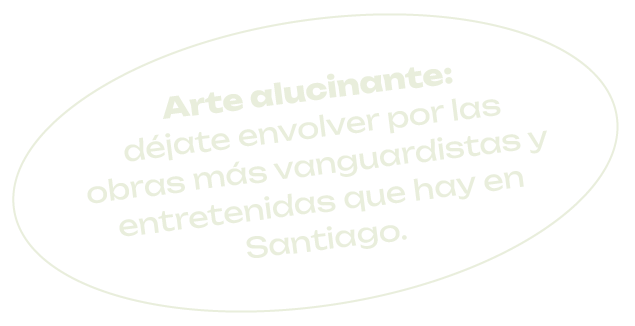 Arte alucinante:
déjate envolver por las
obras más vanguardistas y
entretenidas que hay en
Santiago.